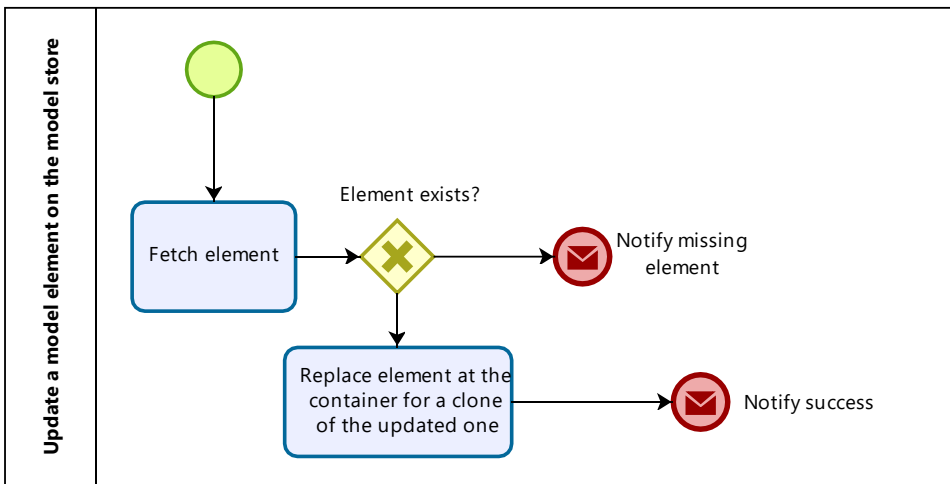 Update a model element on the model store
Element exists?
Fetch element
Notify missing
element
Replace element at the
container for a clone
of the updated one
Notify success